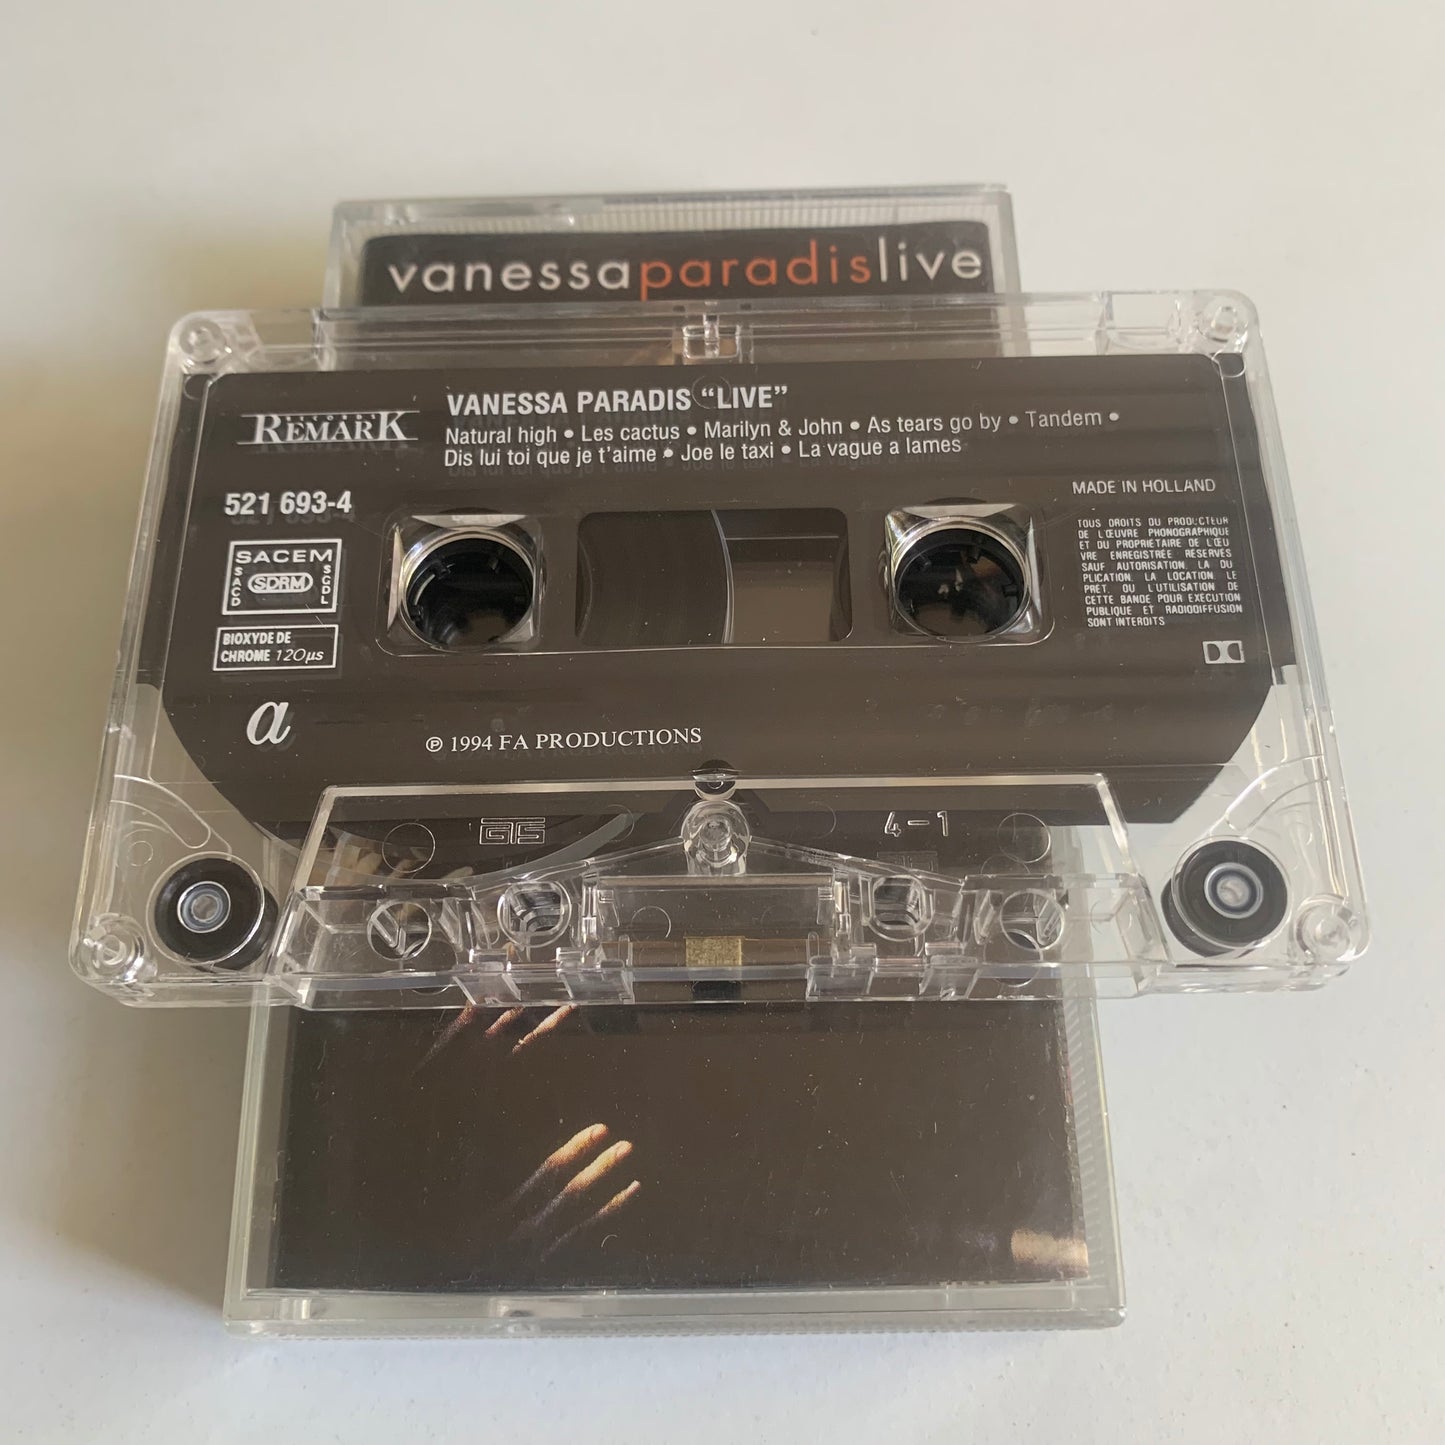 vanessaparadislive
RECORDS
REMARK
VANESSA PARADIS “LIVE”
Natural high • Les cactus • Marilyn & John • As tears go by • Tandem •
Dis lui toi que je t’aime • Joe le taxi • La vague a lames
521 693-4
MADE IN HOLLAND
SACEM
SACD
SDRM
SCDL
BIOXYDE DE
CHROME 120µs
TOUS DROITS DU PRODUCTEUR
DE L'ŒUVRE PHONOGRAPHIQUE
ET DU PROPRIETAIRE DE L'ŒU
VRE ENREGISTRÉE RESERVES
SAUF AUTORISATION, LA DU
PLICATION, LA LOCATION, LE
PRÊT, OU L'UTILISATION DE
CETTE BANDE POUR EXECUTION
PUBLIQUE ET RADIODIFFUSION
SONT INTERDITS
a
℗ 1994 FA PRODUCTIONS
GTS
4-1